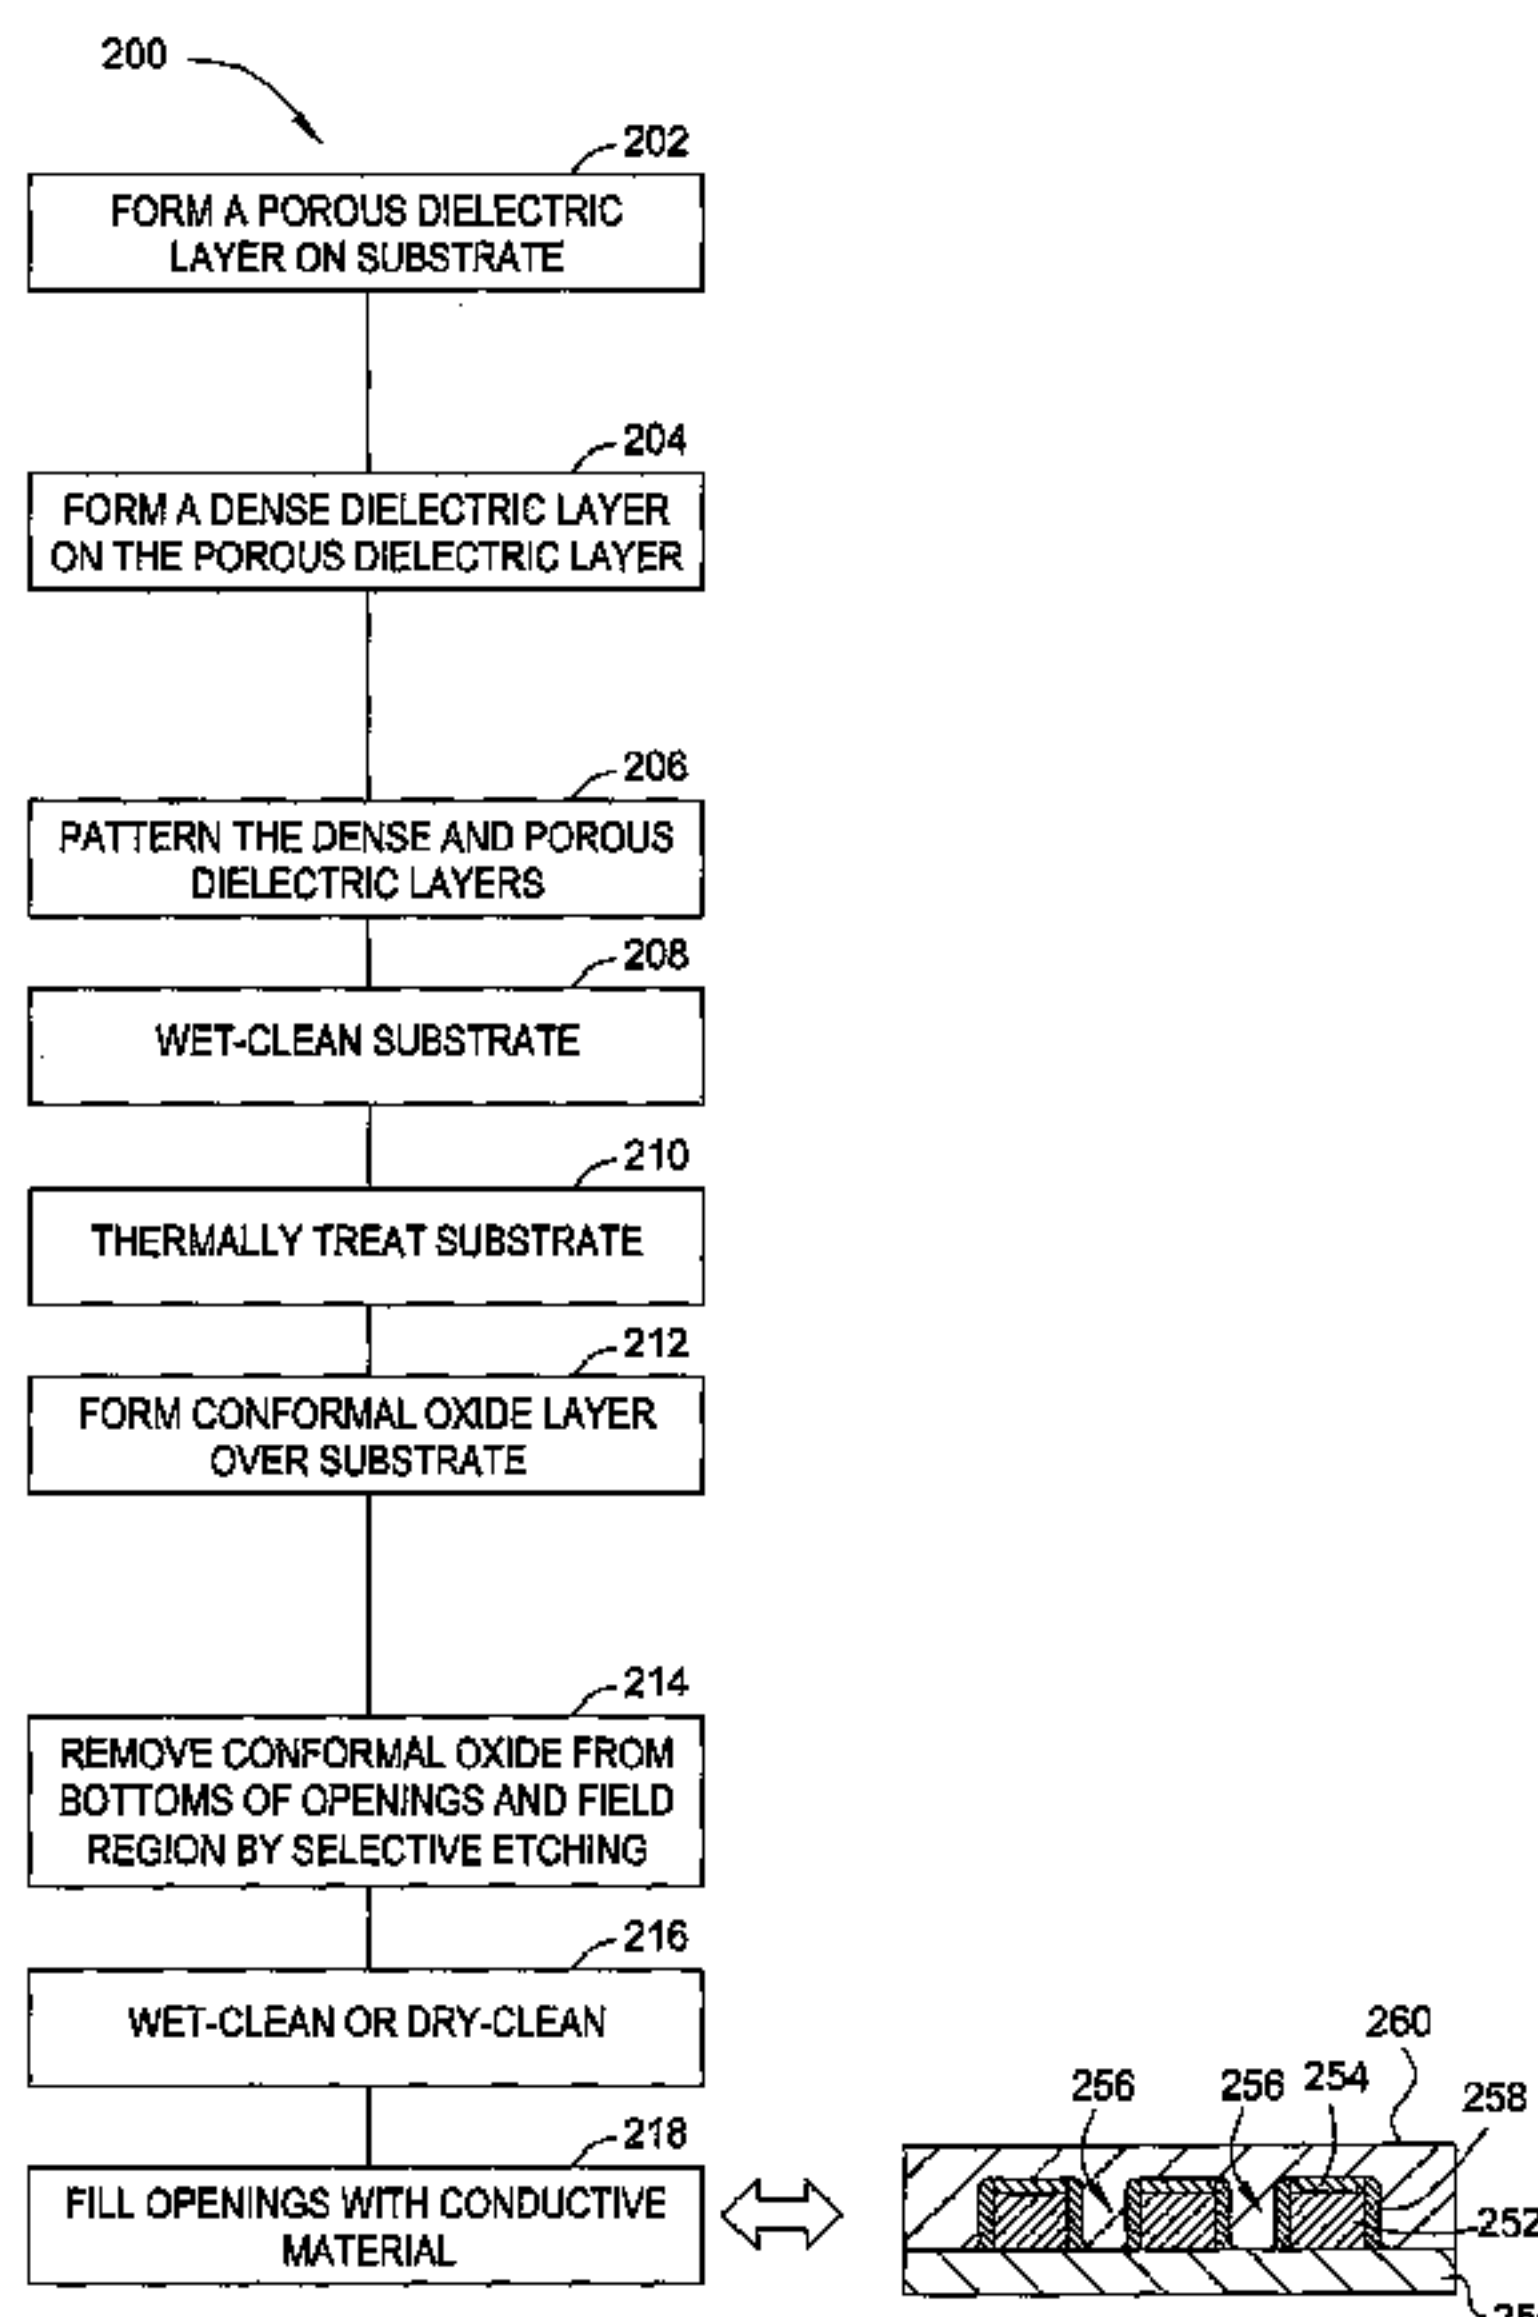 200
202
FORM A POROUS DIELECTRIC
LAYER ON SUBSTRATE
204
FORM A DENSE DIELECTRIC LAYER
ON THE POROUS DIELECTRIC LAYER
206
PATTERN THE DENSE AND POROUS
DIELECTRIC LAYERS
208
WET-CLEAN SUBSTRATE
210
THERMALLY TREAT SUBSTRATE
212
FORM CONFORMAL OXIDE LAYER
OVER SUBSTRATE
214
REMOVE CONFORMAL OXIDE FROM
BOTTOMS OF OPENINGS AND FIELD
REGION BY SELECTIVE ETCHING
216
WET-CLEAN OR DRY-CLEAN
218
FILL OPENINGS WITH CONDUCTIVE
MATERIAL
260
256
256
254
258
252